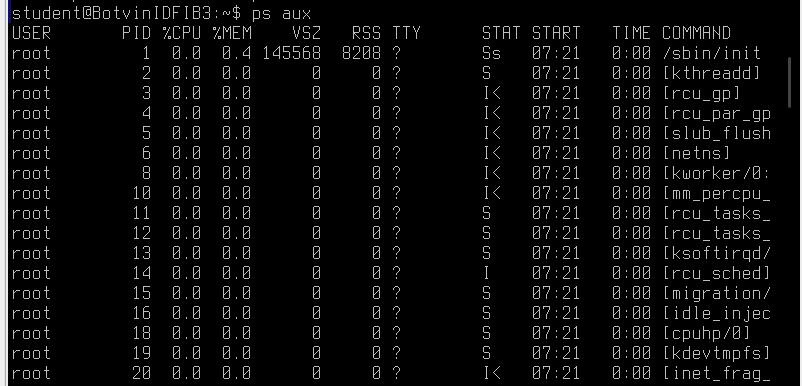 student@BotvinIDFIB3:~$ ps aux
USER PID %CPU %MEM VSZ RSS TTY STAT START TIME COMMAND
root 1 0.0 0.4 145568 8208 ? Ss 07:21 0:00 /sbin/init
root 2 0.0 0.0 0 0 ? S 07:21 0:00 [kthreadd]
root 3 0.0 0.0 0 0 ? I< 07:21 0:00 [rcu_gp]
root 4 0.0 0.0 0 0 ? I< 07:21 0:00 [rcu_par_gp
root 5 0.0 0.0 0 0 ? I< 07:21 0:00 [slub_flush
root 6 0.0 0.0 0 0 ? I< 07:21 0:00 [netns]
root 8 0.0 0.0 0 0 ? I< 07:21 0:00 [kworker/0:
root 10 0.0 0.0 0 0 ? I< 07:21 0:00 [mm_percpu_
root 11 0.0 0.0 0 0 ? S 07:21 0:00 [rcu_tasks_
root 12 0.0 0.0 0 0 ? S 07:21 0:00 [rcu_tasks_
root 13 0.0 0.0 0 0 ? S 07:21 0:00 [ksoftirqd/
root 14 0.0 0.0 0 0 ? I 07:21 0:00 [rcu_sched]
root 15 0.0 0.0 0 0 ? S 07:21 0:00 [migration/
root 16 0.0 0.0 0 0 ? S 07:21 0:00 [idle_injec
root 18 0.0 0.0 0 0 ? S 07:21 0:00 [cpuhp/0]
root 19 0.0 0.0 0 0 ? S 07:21 0:00 [kdevtmpfs]
root 20 0.0 0.0 0 0 ? I< 07:21 0:00 [inet_frag_